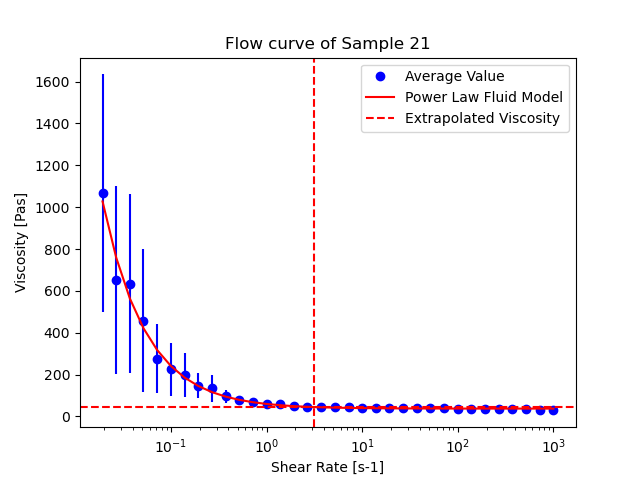 Flow curve of Sample 21
Average Value
Power Law Fluid Model
Extrapolated Viscosity
Viscosity [Pas]
1600
1400
1200
1000
800
600
400
200
0
10⁻¹ 10⁰ 10¹ 10² 10³
Shear Rate [s-1]